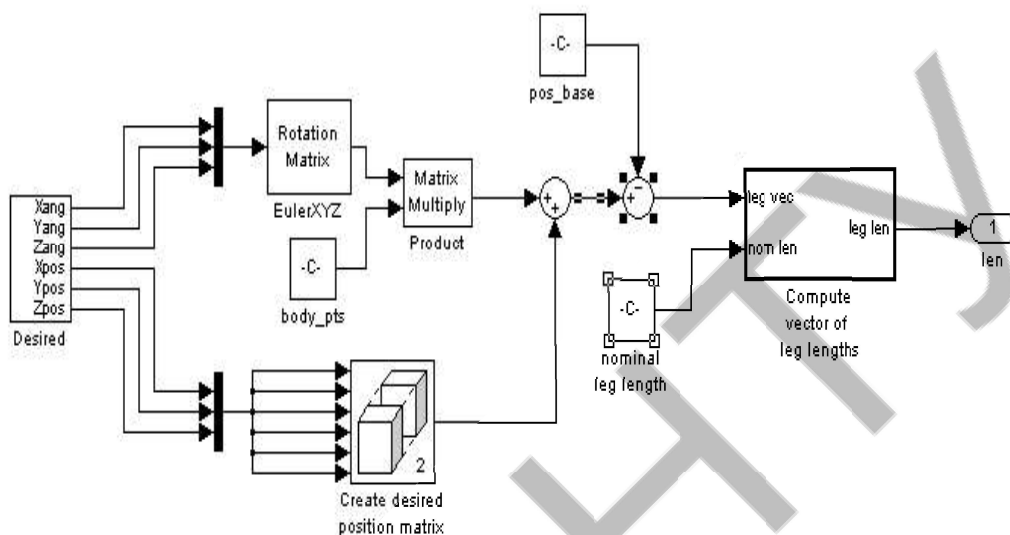 -C-
pos_base
Rotation
Matrix
EulerXYZ
Matrix
Multiply
Product
-C-
body_pts
Xang
Yang
Zang
Xpos
Ypos
Zpos
Desired
leg vec
nom len
leg len
Compute
vector of
leg lengths
1
len
-C-
nominal
leg length
2
Create desired
position matrix
НТУ